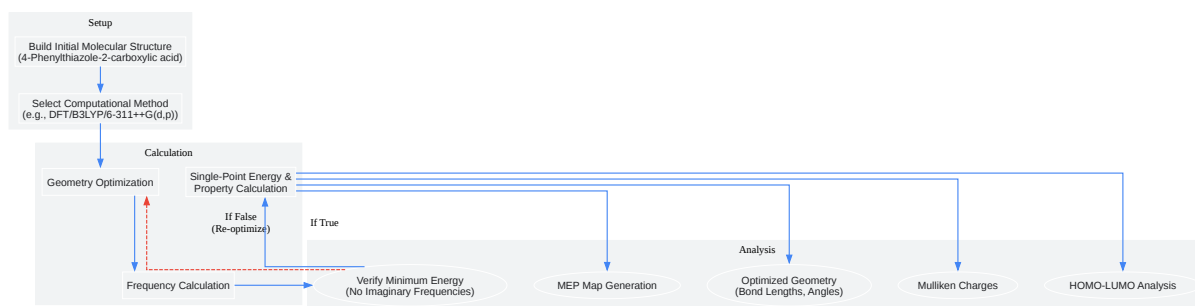 Setup
Build Initial Molecular Structure
(4-Phenylthiazole-2-carboxylic acid)
Select Computational Method
(e.g., DFT/B3LYP/6-311++G(d,p))
Calculation
Geometry Optimization
Single-Point Energy &
Property Calculation
If False
(Re-optimize)
If True
Analysis
Frequency Calculation
Verify Minimum Energy
(No Imaginary Frequencies)
MEP Map Generation
Optimized Geometry
(Bond Lengths, Angles)
Mulliken Charges
HOMO-LUMO Analysis